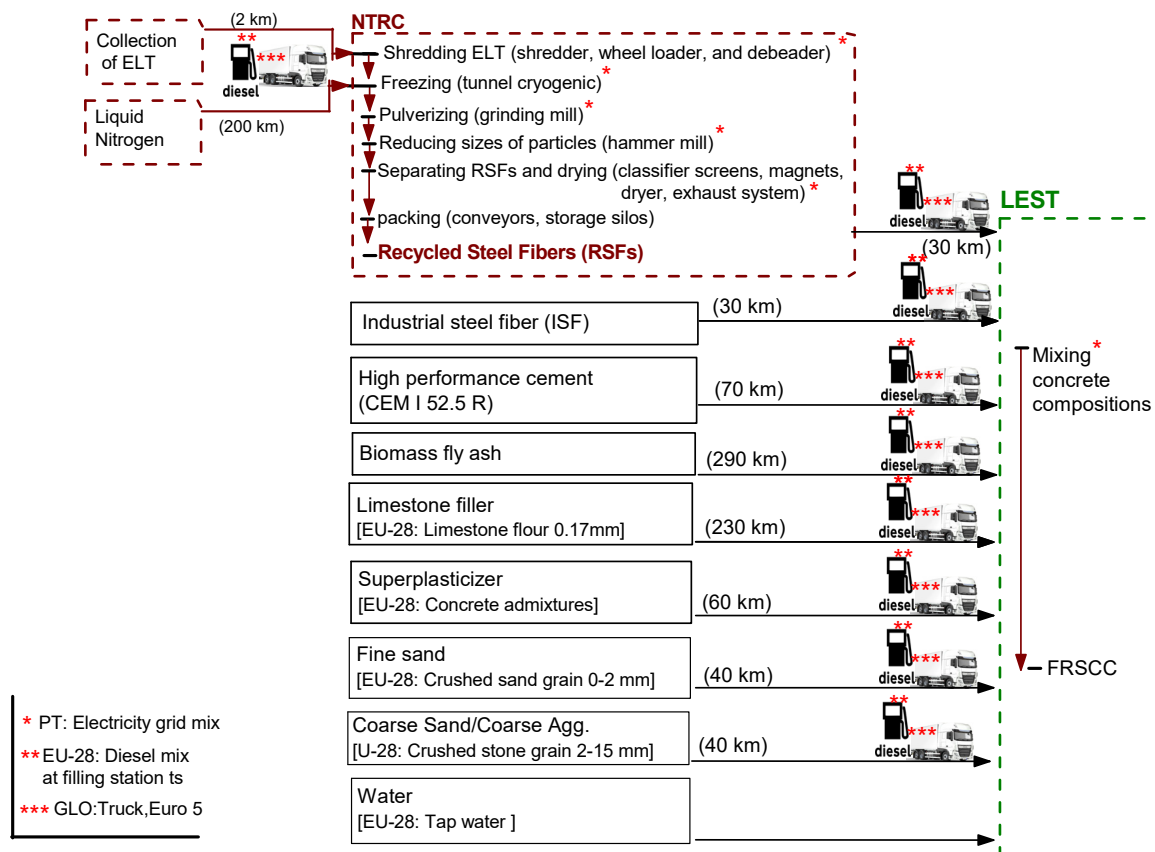 (2 km)
NTRC
Collection
of ELT
**
***
diesel
Shredding ELT (shredder, wheel loader, and debeader)*
Freezing (tunnel cryogenic)*
Liquid
Nitrogen
(200 km)
Pulverizing (grinding mill)*
Reducing sizes of particles (hammer mill)*
Separating RSFs and drying (classifier screens, magnets,
dryer, exhaust system)*
packing (conveyors, storage silos)
Recycled Steel Fibers (RSFs)
**
***
diesel
(30 km)
LEST
Industrial steel fiber (ISF)
(30 km)
**
***
diesel
High performance cement
(CEM I 52.5 R)
(70 km)
**
***
diesel
Mixing*
concrete
compositions
Biomass fly ash
(290 km)
**
***
diesel
Limestone filler
[EU-28: Limestone flour 0.17mm]
(230 km)
**
***
diesel
Superplasticizer
[EU-28: Concrete admixtures]
(60 km)
**
***
diesel
Fine sand
[EU-28: Crushed sand grain 0-2 mm]
(40 km)
**
***
diesel
FRSCC
Coarse Sand/Coarse Agg.
[U-28: Crushed stone grain 2-15 mm]
(40 km)
**
***
diesel
Water
[EU-28: Tap water ]
* PT: Electricity grid mix
** EU-28: Diesel mix
at filling station ts
*** GLO:Truck,Euro 5